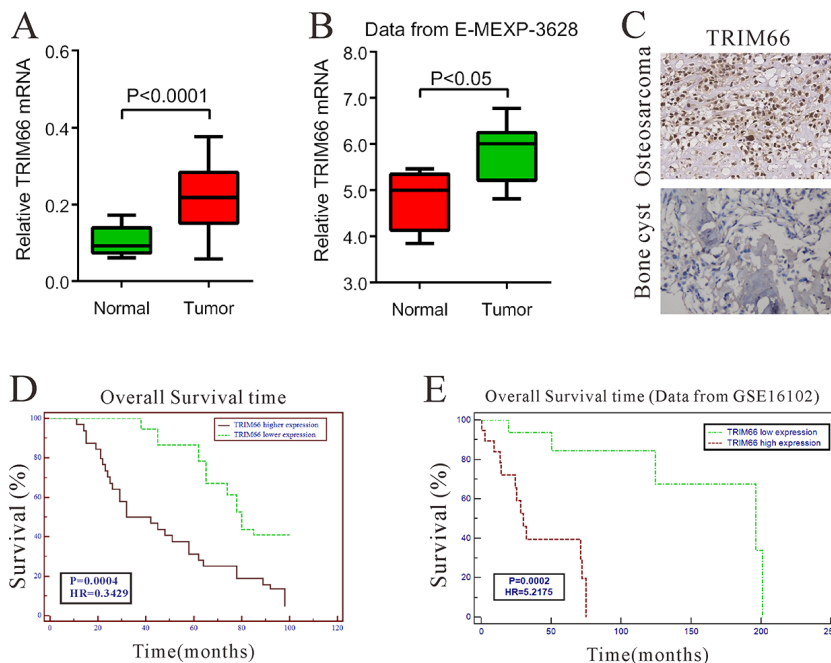 A
Relative TRIM66 mRNA
0.6
0.4
0.2
0.0
P<0.0001
Normal
Tumor
B
Data from E-MEXP-3628
Relative TRIM66 mRNA
8.0
7.0
6.0
5.0
4.0
3.0
P<0.05
Normal
Tumor
C
TRIM66
Osteosarcoma
Bone cyst
D
Overall Survival time
Survival (%)
100
80
60
40
20
0
TRIM66 higher expression
TRIM66 lower expression
P=0.0004
HR=0.3429
0 20 40 60 80 100 120
Time(months)
E
Overall Survival time (Data from GSE16102)
Survival (%)
100
80
60
40
20
0
TRIM66 low expression
TRIM66 high expression
P=0.0002
HR=5.2175
0 50 100 150 200 250
Time(months)